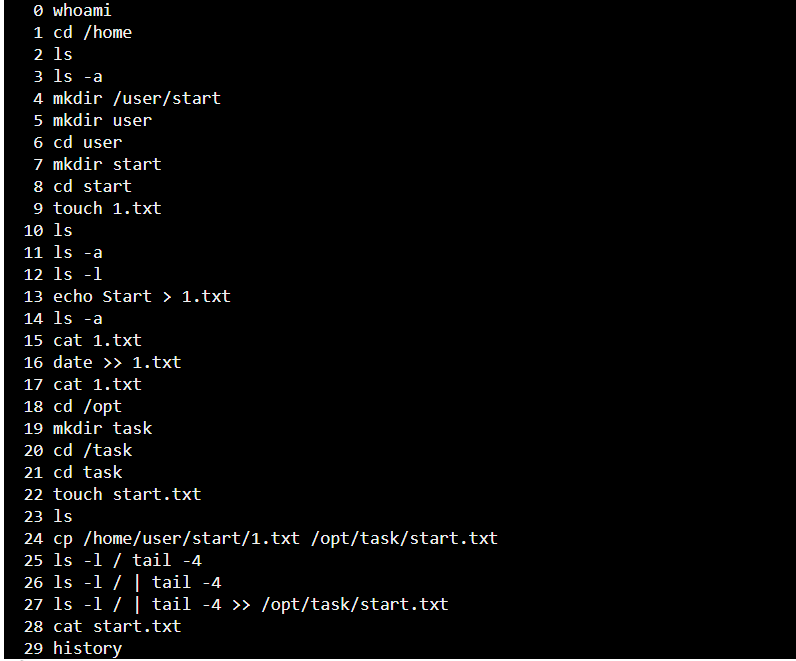 0 whoami
1 cd /home
2 ls
3 ls -a
4 mkdir /user/start
5 mkdir user
6 cd user
7 mkdir start
8 cd start
9 touch 1.txt
10 ls
11 ls -a
12 ls -l
13 echo Start > 1.txt
14 ls -a
15 cat 1.txt
16 date >> 1.txt
17 cat 1.txt
18 cd /opt
19 mkdir task
20 cd /task
21 cd task
22 touch start.txt
23 ls
24 cp /home/user/start/1.txt /opt/task/start.txt
25 ls -l / tail -4
26 ls -l / | tail -4
27 ls -l / | tail -4 >> /opt/task/start.txt
28 cat start.txt
29 history